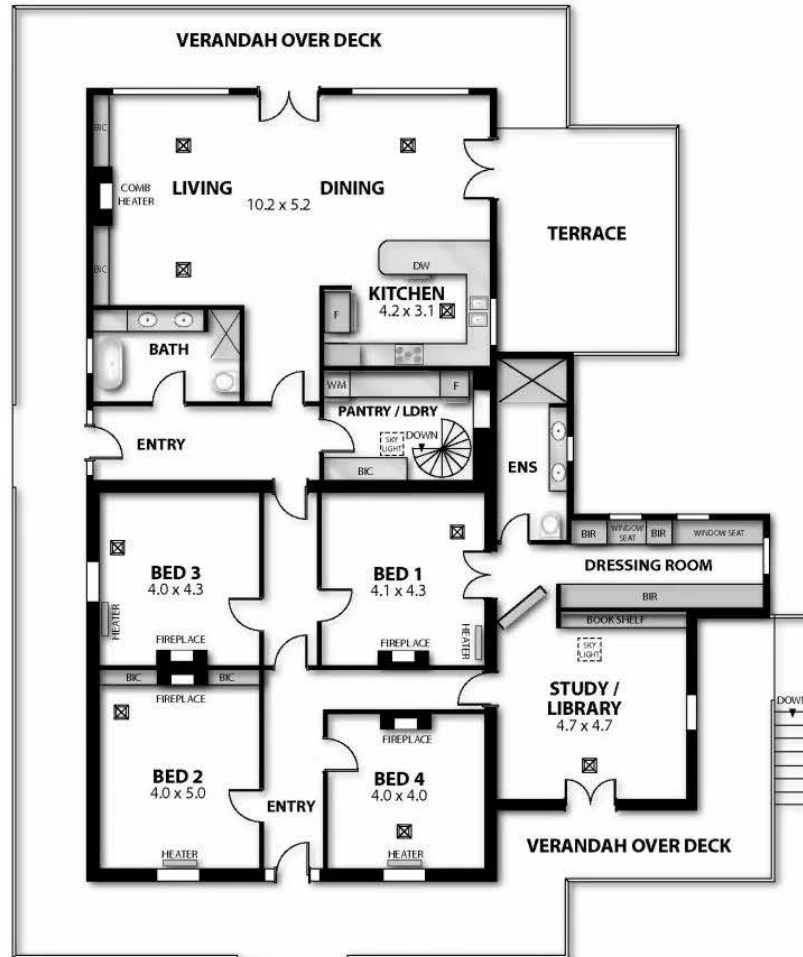 VERANDAH OVER DECK
BIC
COMB
HEATER
LIVING
DINING
10.2 x 5.2
TERRACE
BIC
DW
KITCHEN
4.2 x 3.1
F
BATH
WM
F
PANTRY / LDRY
SKY
LIGHT
DOWN
BIC
ENTRY
ENS
BIR
WINDOW
SEAT
BIR
WINDOW SEAT
DRESSING ROOM
BIR
BED 3
4.0 x 4.3
HEATER
FIREPLACE
BED 1
4.1 x 4.3
FIREPLACE
HEATER
BOOK SHELF
SKY
LIGHT
STUDY /
LIBRARY
4.7 x 4.7
DOWN
BIC
BIC
FIREPLACE
BED 2
4.0 x 5.0
HEATER
ENTRY
FIREPLACE
BED 4
4.0 x 4.0
HEATER
VERANDAH OVER DECK